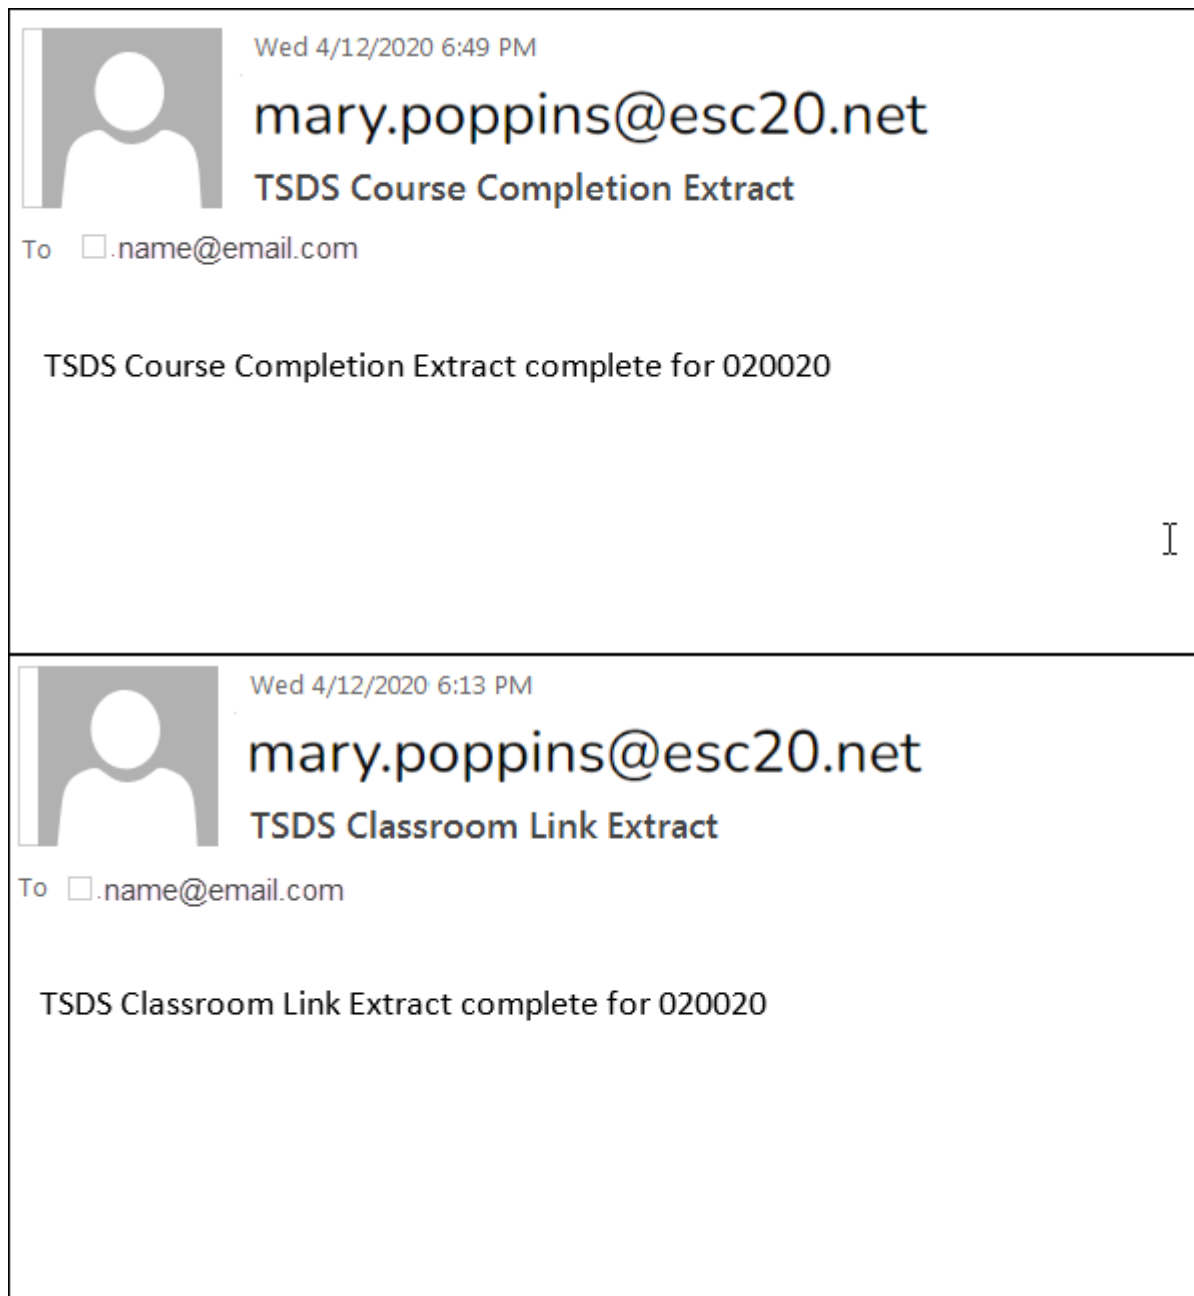 Wed 4/12/2020 6:49 PM
mary.poppins@esc20.net
TSDS Course Completion Extract
To .name@email.com
TSDS Course Completion Extract complete for 020020
Wed 4/12/2020 6:13 PM
mary.poppins@esc20.net
TSDS Classroom Link Extract
To .name@email.com
TSDS Classroom Link Extract complete for 020020